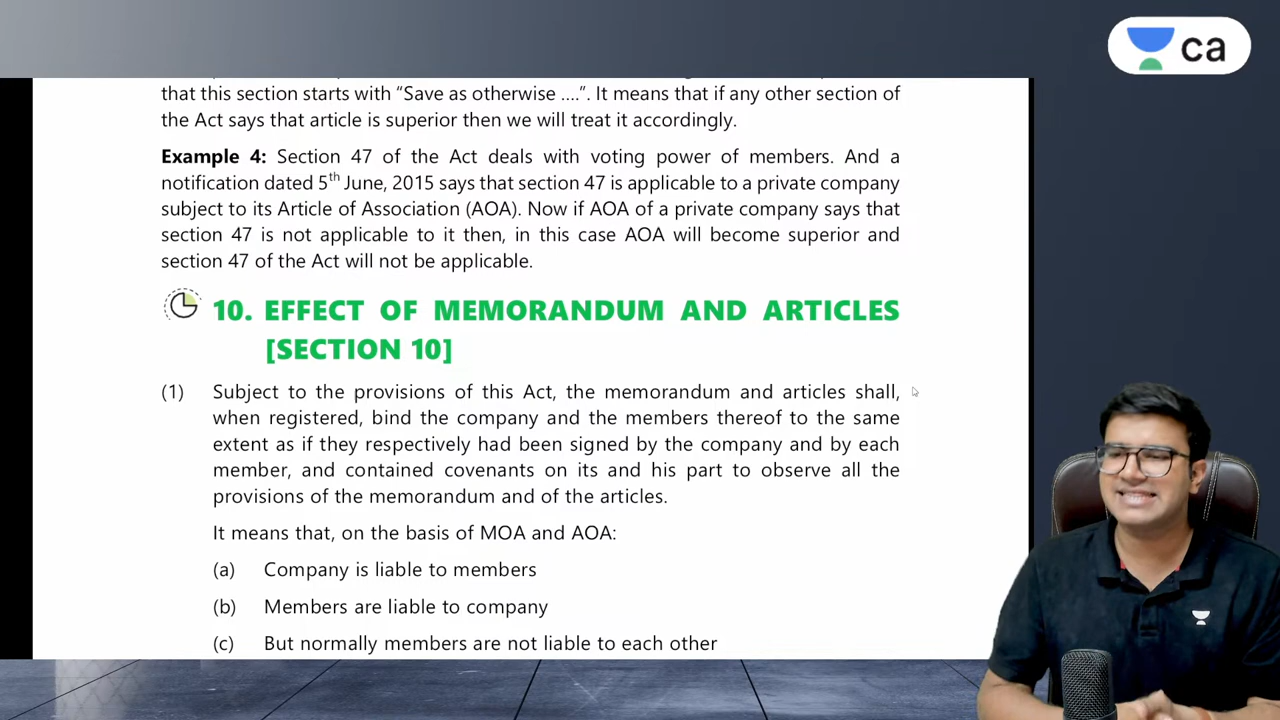 ca
that this section starts with “Save as otherwise ....”. It means that if any other section of
the Act says that article is superior then we will treat it accordingly.
Example 4: Section 47 of the Act deals with voting power of members. And a
notification dated 5th June, 2015 says that section 47 is applicable to a private company
subject to its Article of Association (AOA). Now if AOA of a private company says that
section 47 is not applicable to it then, in this case AOA will become superior and
section 47 of the Act will not be applicable.
10. EFFECT OF MEMORANDUM AND ARTICLES
[SECTION 10]
(1) Subject to the provisions of this Act, the memorandum and articles shall,
when registered, bind the company and the members thereof to the same
extent as if they respectively had been signed by the company and by each
member, and contained covenants on its and his part to observe all the
provisions of the memorandum and of the articles.
It means that, on the basis of MOA and AOA:
(a) Company is liable to members
(b) Members are liable to company
(c) But normally members are not liable to each other